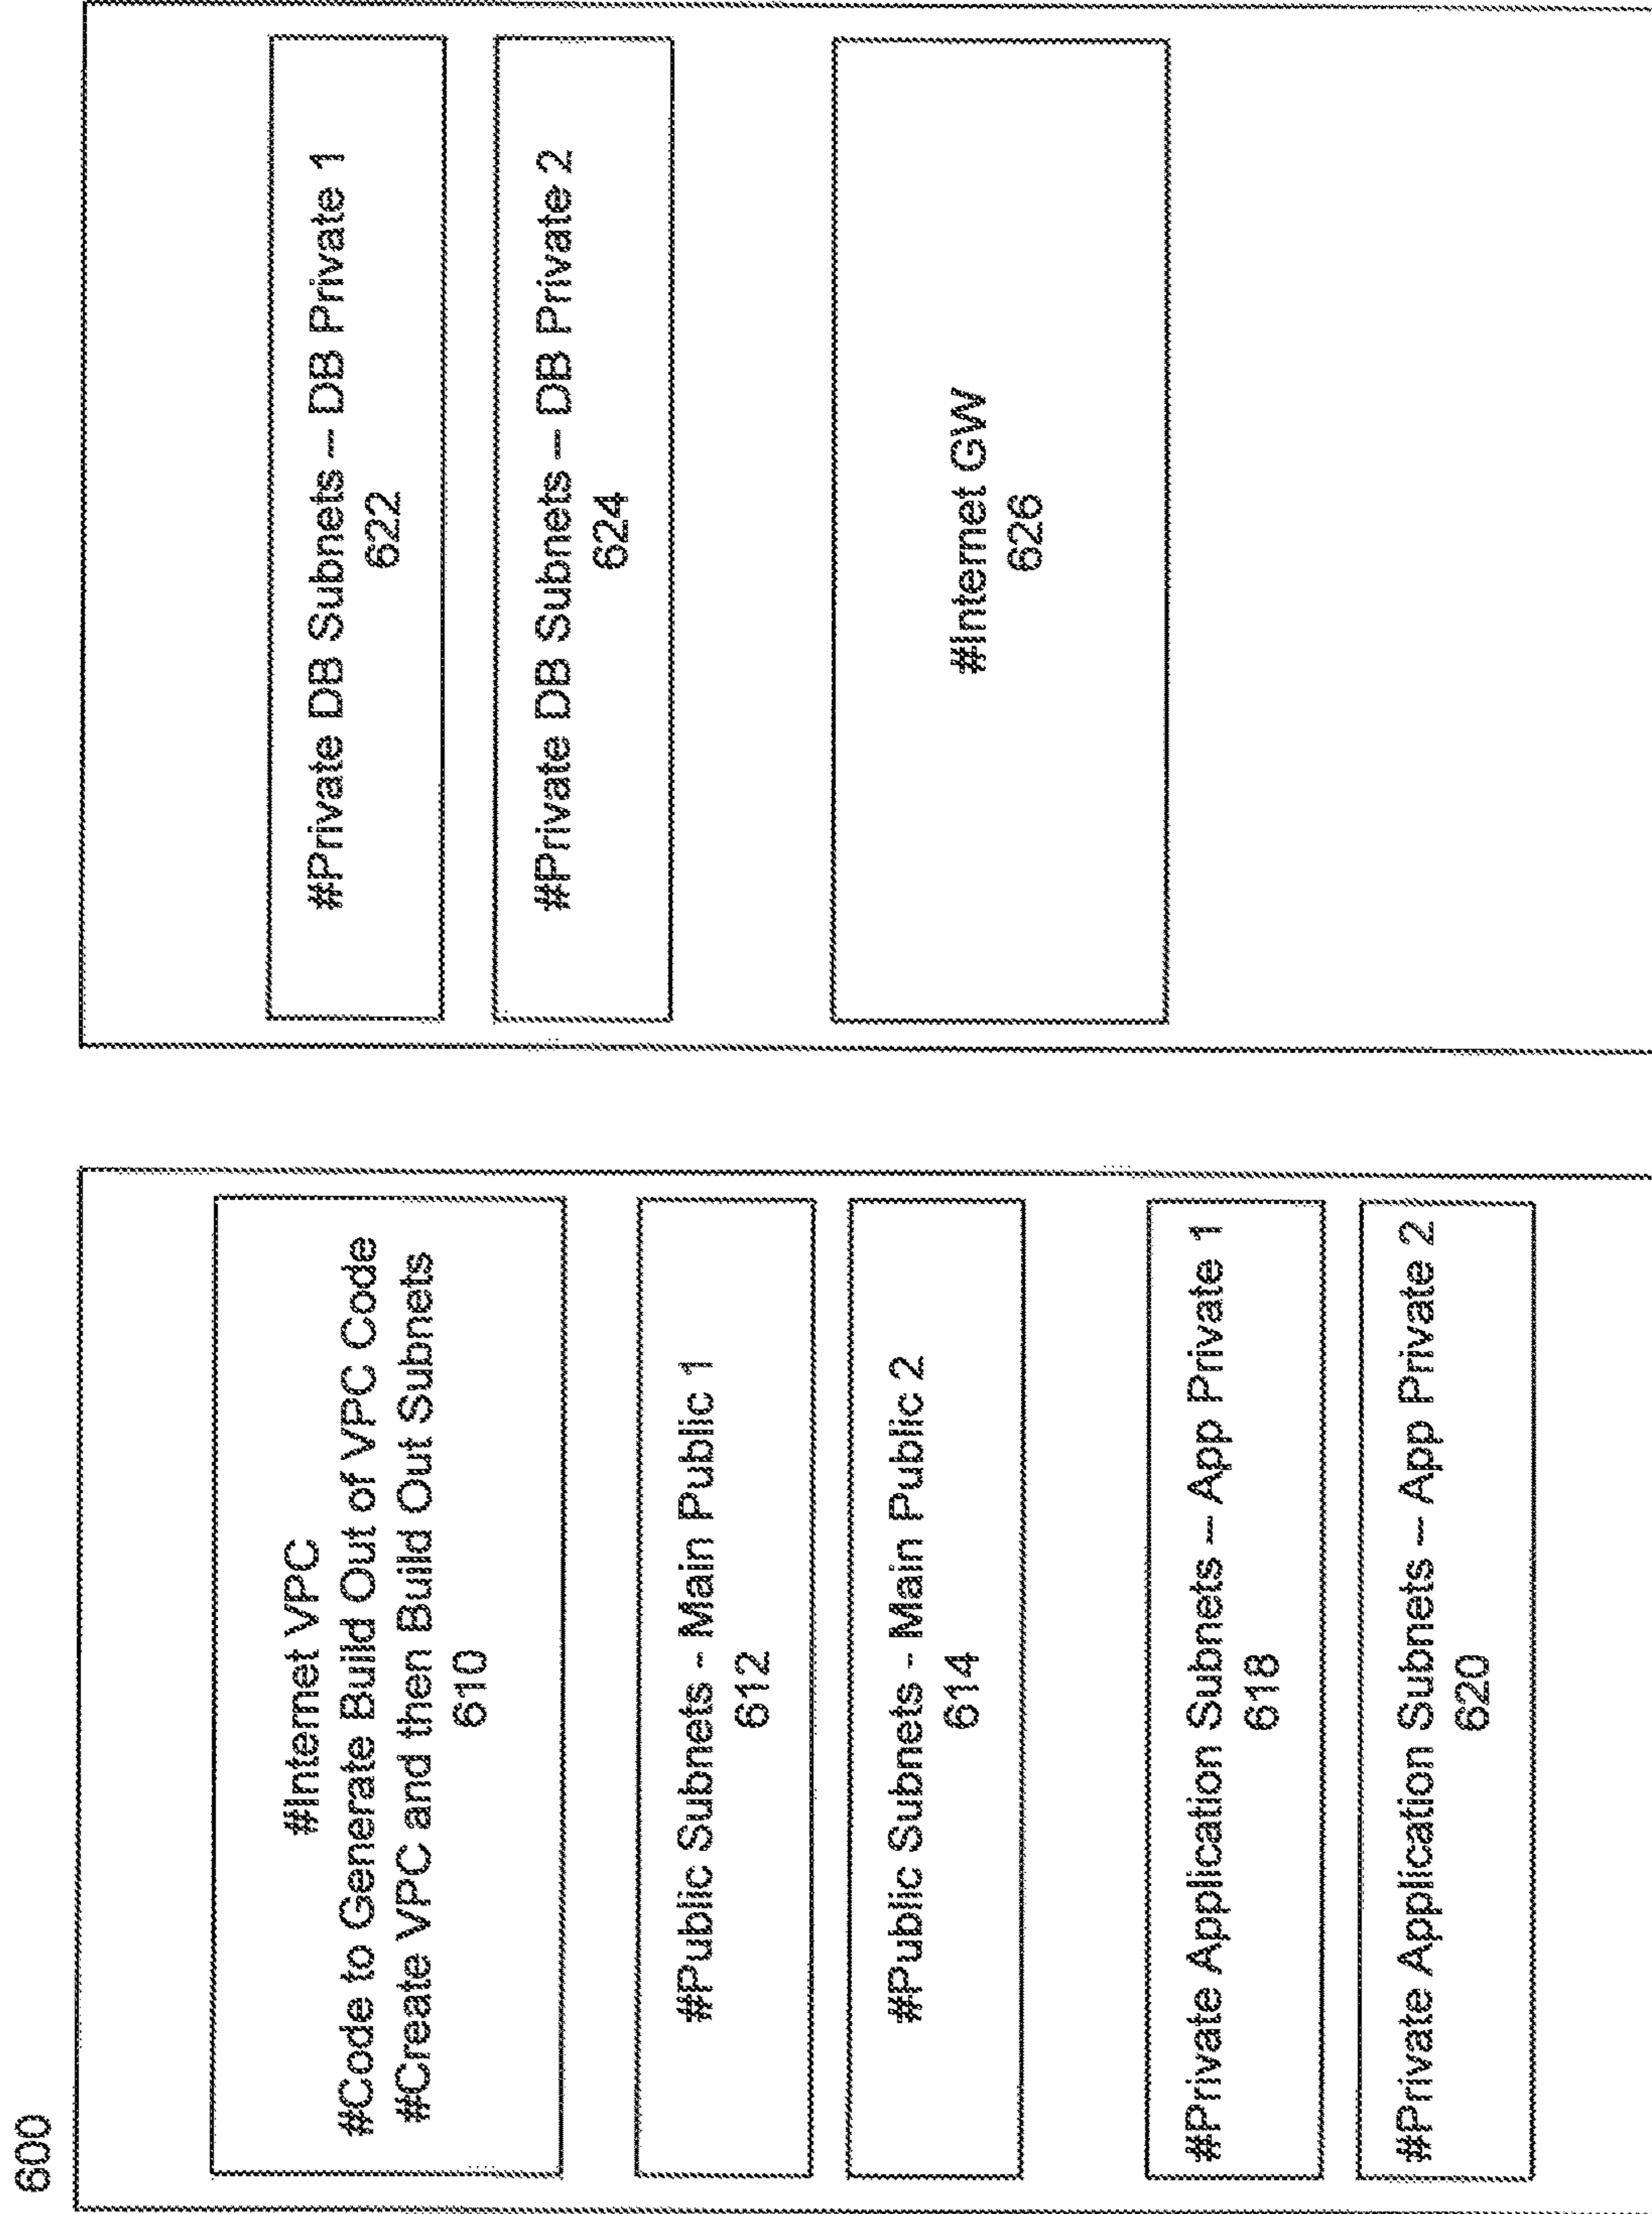 600
#Internet VPC
#Code to Generate Build Out of VPC Code
#Create VPC and then Build Out Subnets
610
#Public Subnets - Main Public 1
612
#Public Subnets - Main Public 2
614
#Private Application Subnets – App Private 1
618
#Private Application Subnets – App Private 2
620
#Private DB Subnets – DB Private 1
622
#Private DB Subnets – DB Private 2
624
#Internet GW
626